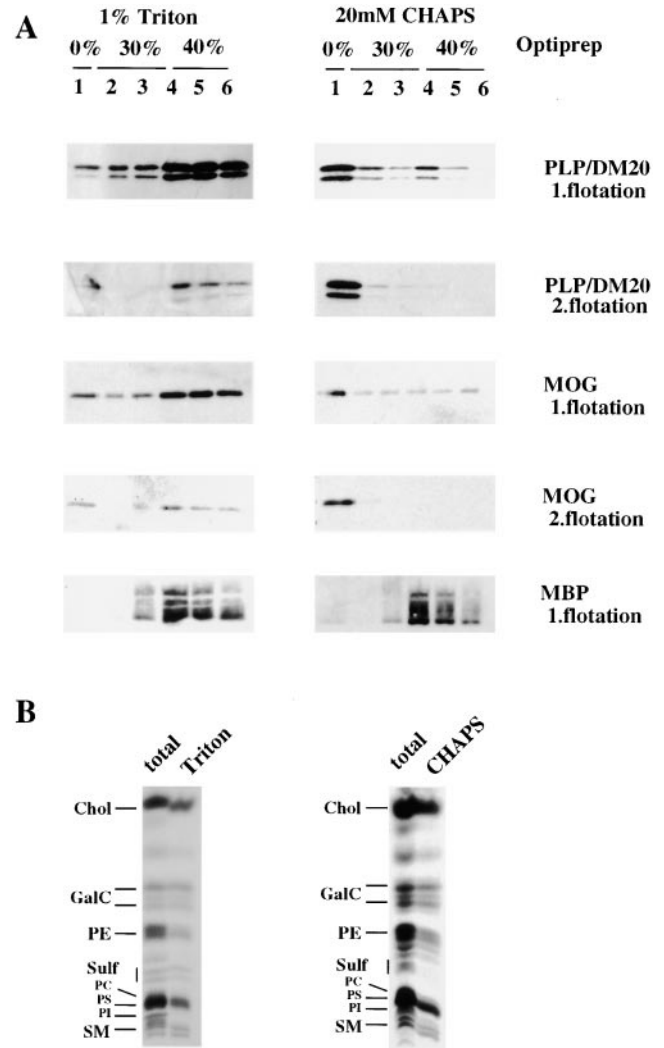 A
1% Triton 20mM CHAPS
0% 30% 40% 0% 30% 40% Optiprep
1 2 3 4 5 6 1 2 3 4 5 6
PLP/DM20
1.flotation
PLP/DM20
2.flotation
MOG
1.flotation
MOG
2.flotation
MBP
1.flotation
B
total Triton total CHAPS
Chol Chol
GalC GalC
PE PE
Sulf Sulf
PC PC
PS PS
PI PI
SM SM